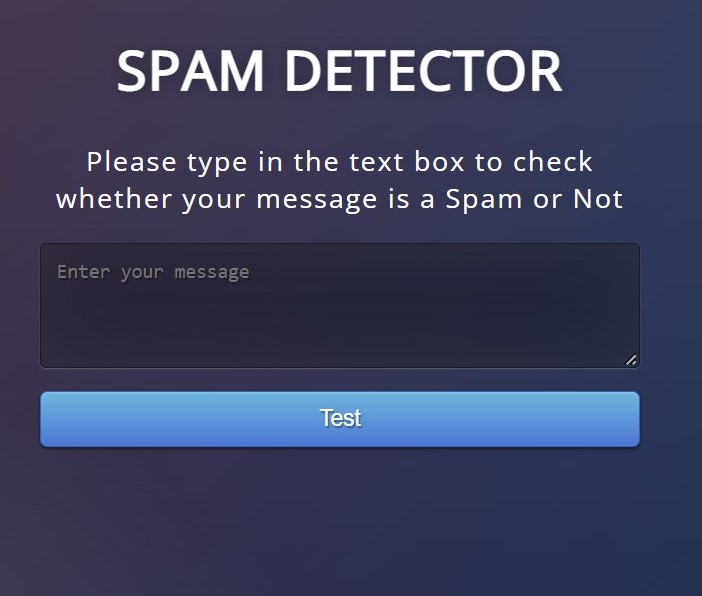 SPAM DETECTOR
Please type in the text box to check
whether your message is a Spam or Not
Enter your message
Test